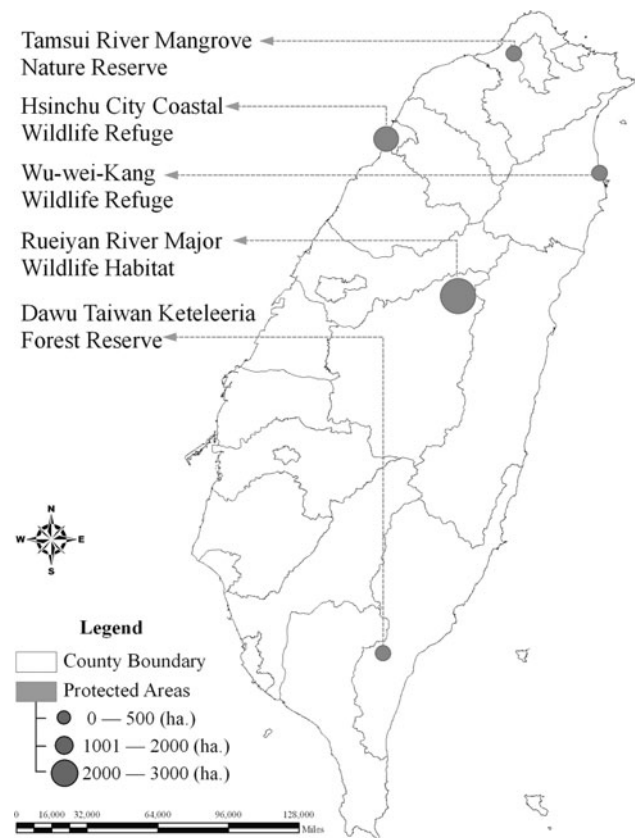 Tamsui River Mangrove
Nature Reserve
Hsinchu City Coastal
Wildlife Refuge
Wu-wei-Kang
Wildlife Refuge
Rueiyan River Major
Wildlife Habitat
Dawu Taiwan Keteleeria
Forest Reserve
N
W E
S
Legend
County Boundary
Protected Areas
0 — 500 (ha.)
1001 — 2000 (ha.)
2000 — 3000 (ha.)
0 16,000 32,000 64,000 96,000 128,000
Miles